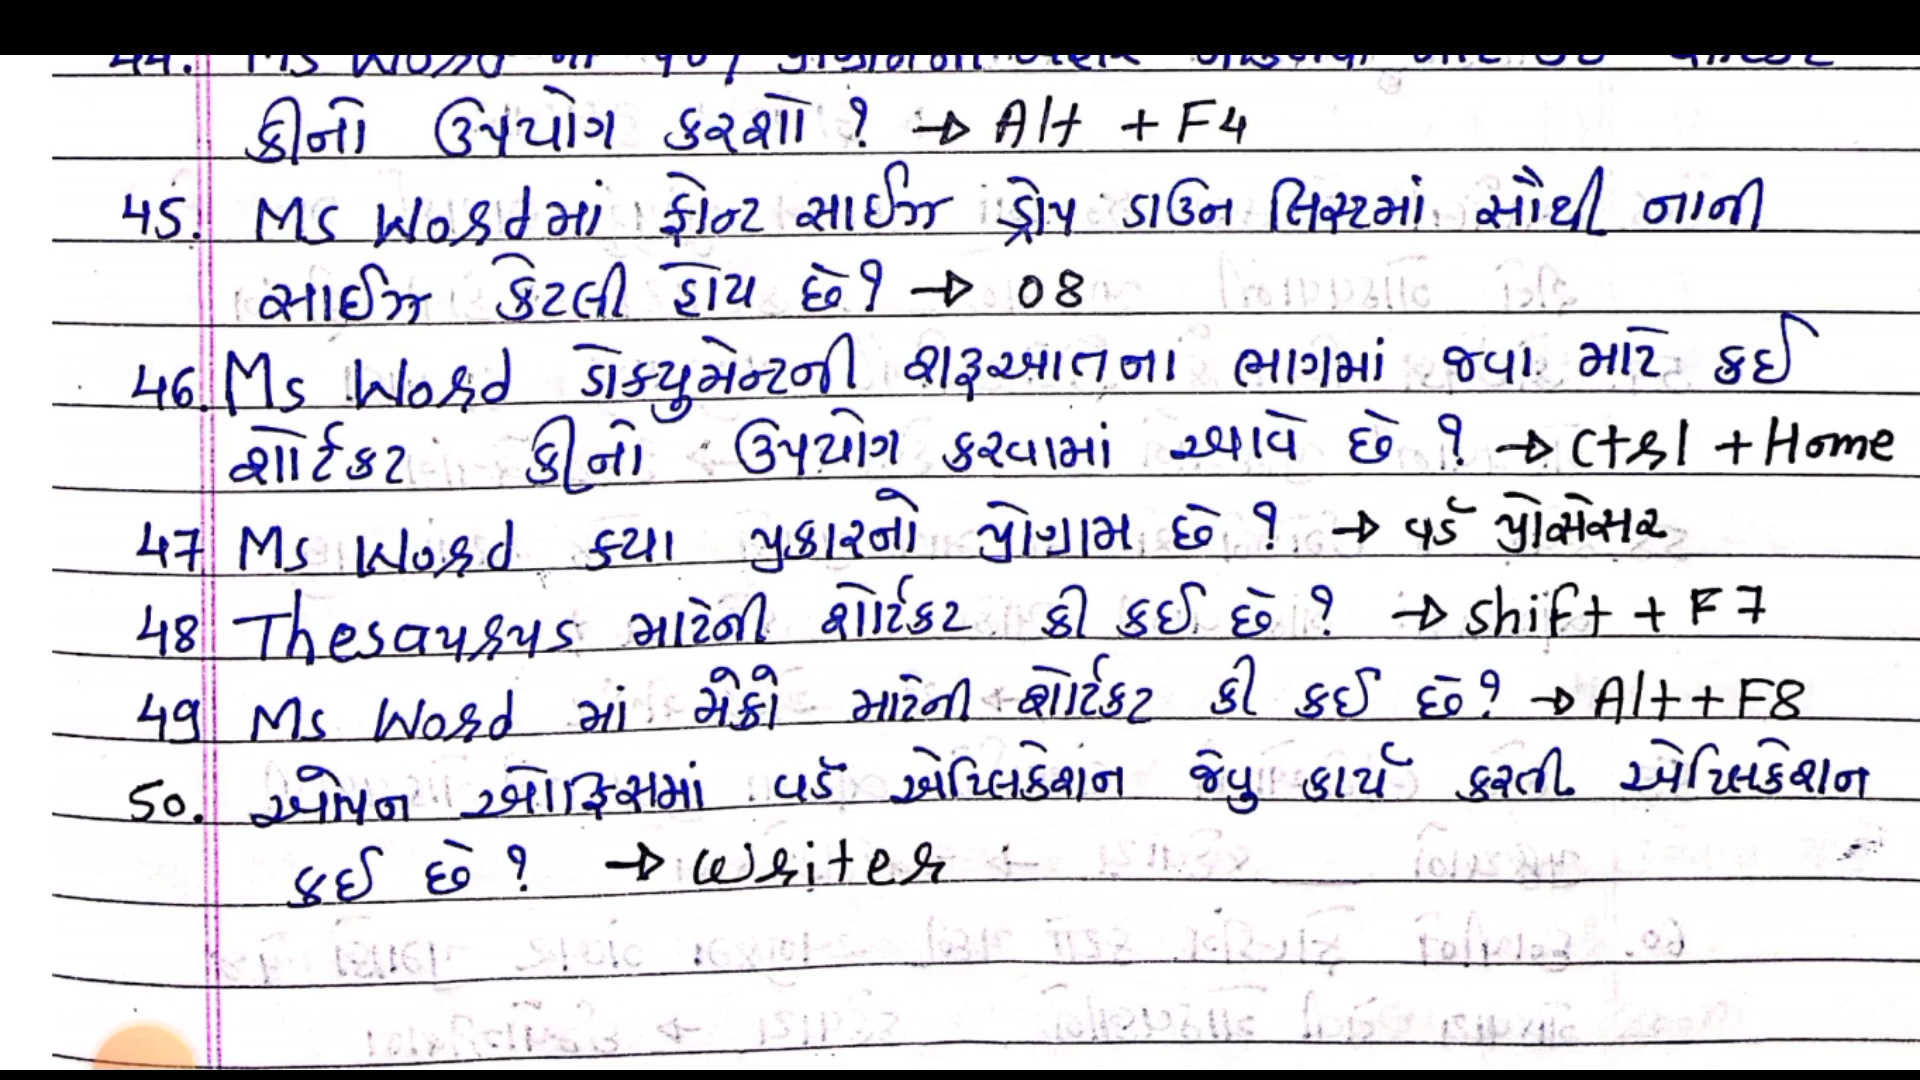 44. Ms Word
કીનો ઉપયોગ કરશો ? → Alt + F4
45. Ms Wordમાં ફોન્ટ સાઈઝ ડ્રોપ ડાઉન લિસ્ટમાં સૌથી નાની
સાઈઝ કેટલી હોય છે? → 08
46. Ms Word ડોક્યુમેન્ટની શરૂઆતના ભાગમાં જવા માટે કઈ
શોર્ટકટ કીનો ઉપયોગ કરવામાં આવે છે ? → Ctrl + Home
47 Ms Word કયા પ્રકારનો પ્રોગ્રામ છે ? → વર્ડ પ્રોસેસર
48 Thesaurus માટેની શોર્ટકટ કી કઈ છે ? → Shift + F7
49 Ms Word માં મેક્રો માટેની શોર્ટકટ કી કઈ છે? → Alt + F8
50. ઓપન ઓફિસમાં વર્ડ એપ્લિકેશન જેવુ કાર્ય કરતી એપ્લિકેશન
કઈ છે ? → Writer